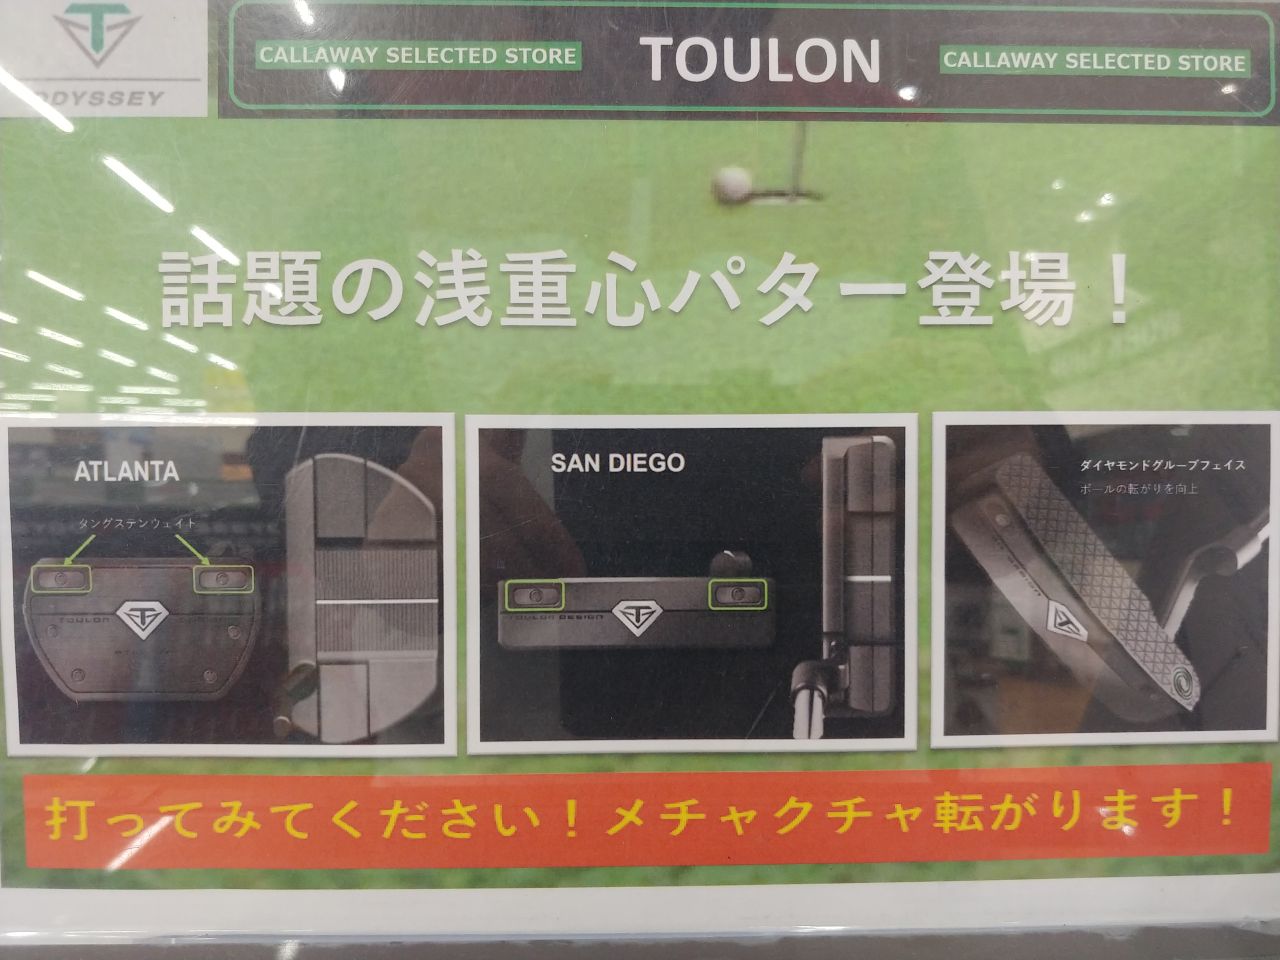 ODYSSEY
CALLAWAY SELECTED STORE
TOULON
CALLAWAY SELECTED STORE
話題の浅重心パター登場！
ATLANTA
タングステンウェイト
TOULON
SAN DIEGO
TOULON DESIGN
ダイヤモンドグルーブフェイス
ボールの転がりを向上
打ってみてください！メチャクチャ転がります！